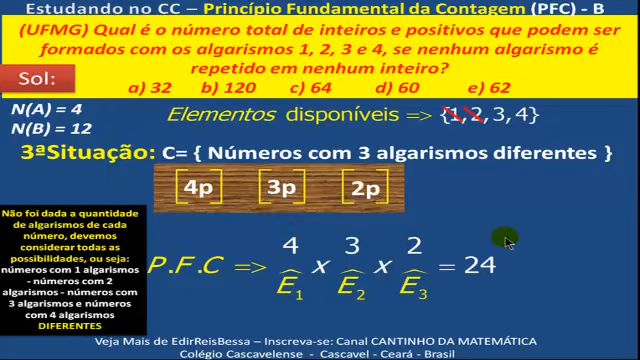 Estudando no CC – Princípio Fundamental da Contagem (PFC) - B
(UFMG) Qual é o número total de inteiros e positivos que podem ser
formados com os algarismos 1, 2, 3 e 4, se nenhum algarismo é
repetido em nenhum inteiro?
a) 32 b) 120 c) 64 d) 60 e) 62
Sol:
N(A) = 4
N(B) = 12
Elementos disponíveis => {1, 2, 3, 4}
3ªSituação: C= { Números com 3 algarismos diferentes }
4p 3p 2p
Não foi dada a quantidade
de algarismos de cada
número, devemos
considerar todas as
possibilidades, ou seja:
números com 1 algarismos
- números com 2
algarismos - números com
3 algarismos e números
com 4 algarismos
DIFERENTES
4 3 2
P.F.C => E1 x E2 x E3 = 24
Veja Mais de EdirReisBessa – Inscreva-se: Canal CANTINHO DA MATEMÁTICA
Colégio Cascavelense - Cascavel - Ceará - Brasil